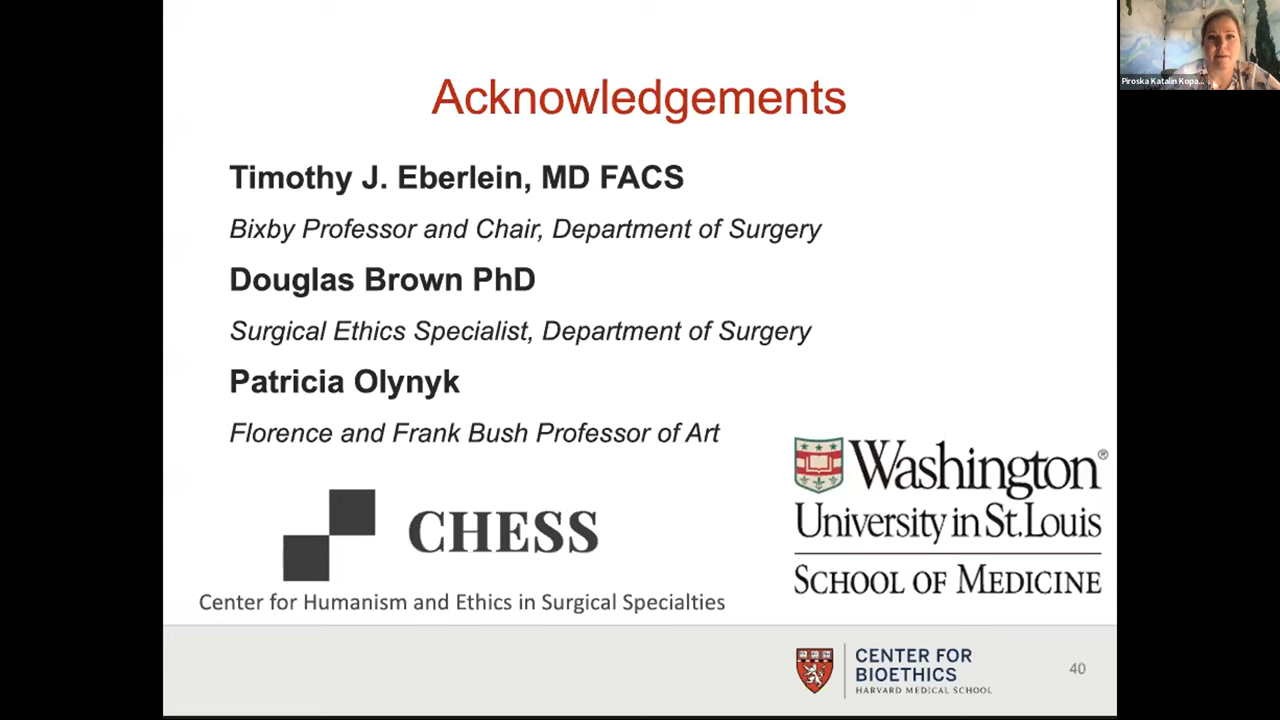 Acknowledgements
Piroska Katalin Kopa...
Timothy J. Eberlein, MD FACS
Bixby Professor and Chair, Department of Surgery
Douglas Brown PhD
Surgical Ethics Specialist, Department of Surgery
Patricia Olynyk
Florence and Frank Bush Professor of Art
CHESS
Center for Humanism and Ethics in Surgical Specialties
Washington®
University in St. Louis
SCHOOL OF MEDICINE
CENTER FOR
BIOETHICS
HARVARD MEDICAL SCHOOL
40